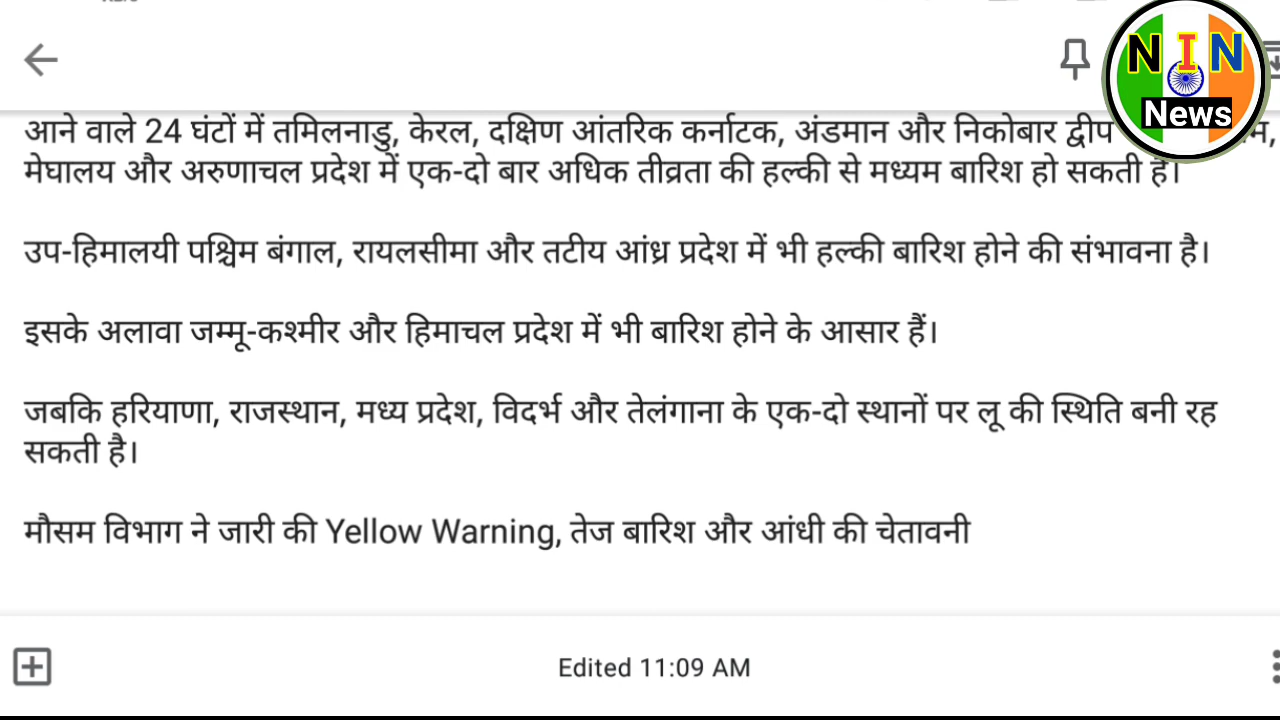 N I N
News
आने वाले 24 घंटों में तमिलनाडु, केरल, दक्षिण आंतरिक कर्नाटक, अंडमान और निकोबार द्वीप
मेघालय और अरुणाचल प्रदेश में एक-दो बार अधिक तीव्रता की हल्की से मध्यम बारिश हो सकती है।
उप-हिमालयी पश्चिम बंगाल, रायलसीमा और तटीय आंध्र प्रदेश में भी हल्की बारिश होने की संभावना है।
इसके अलावा जम्मू-कश्मीर और हिमाचल प्रदेश में भी बारिश होने के आसार हैं।
जबकि हरियाणा, राजस्थान, मध्य प्रदेश, विदर्भ और तेलंगाना के एक-दो स्थानों पर लू की स्थिति बनी रह
सकती है।
मौसम विभाग ने जारी की Yellow Warning, तेज बारिश और आंधी की चेतावनी
Edited 11:09 AM